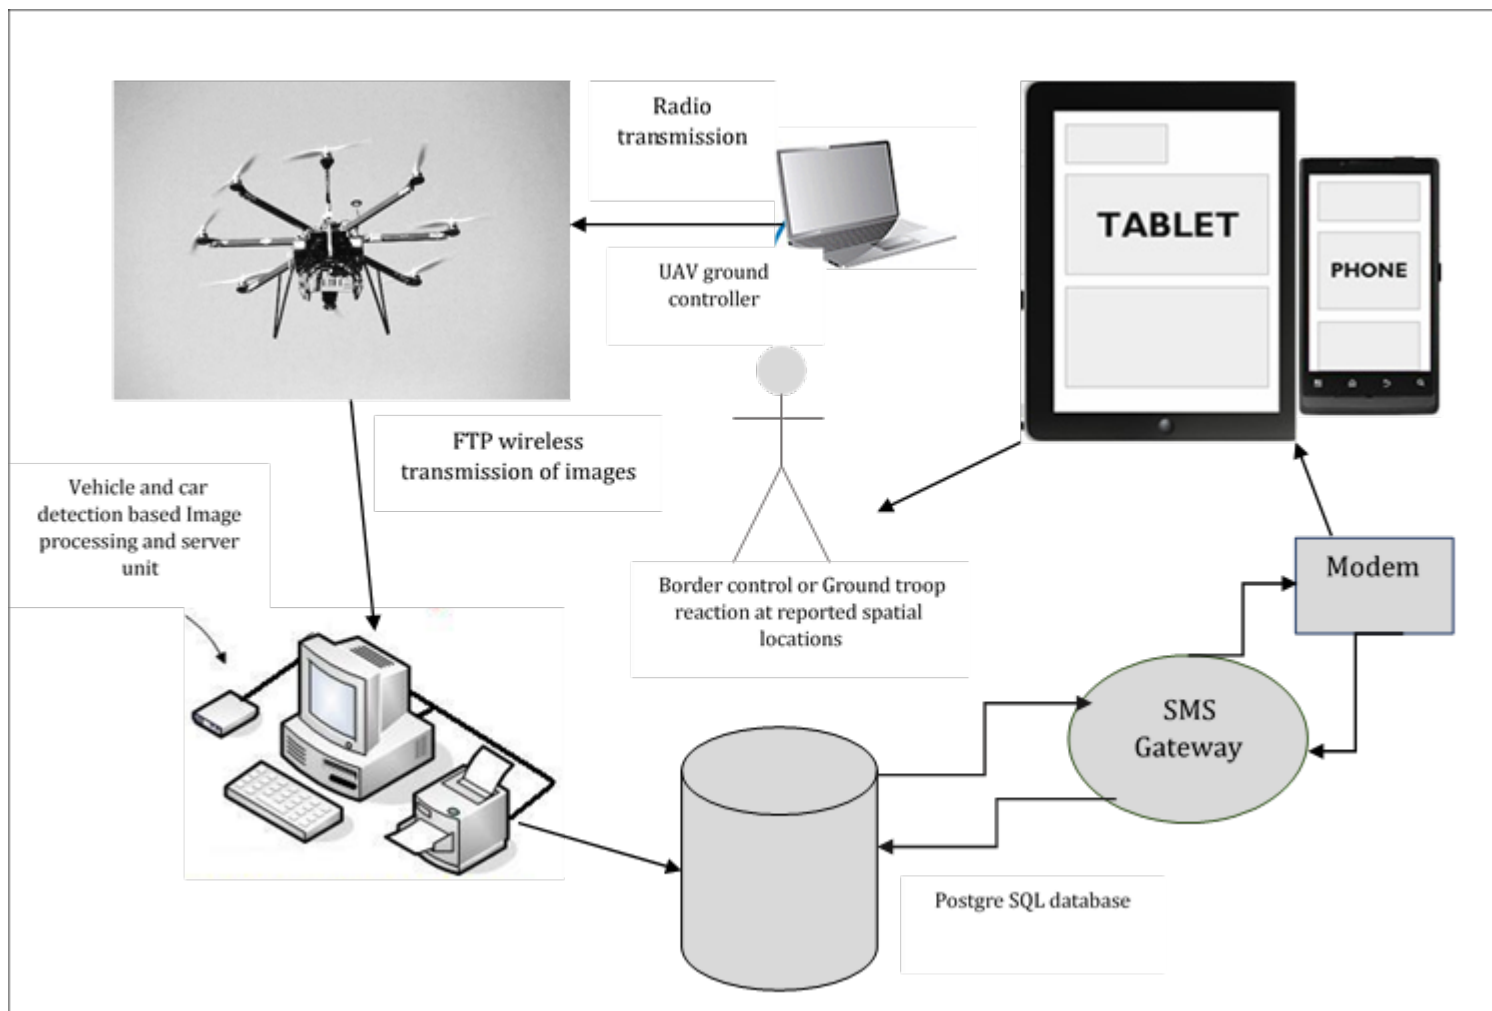 Radio
transmission
UAV ground
controller
TABLET
PHONE
FTP wireless
transmission of images
Vehicle and car
detection based Image
processing and server
unit
Border control or Ground troop
reaction at reported spatial
locations
Modem
SMS
Gateway
Postgre SQL database